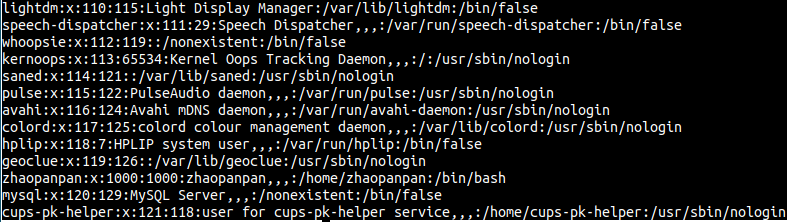 lightdm:x:110:115:Light Display Manager:/var/lib/lightdm:/bin/false
speech-dispatcher:x:111:29:Speech Dispatcher,,,:/var/run/speech-dispatcher:/bin/false
whoopsie:x:112:119::/nonexistent:/bin/false
kernoops:x:113:65534:Kernel Oops Tracking Daemon,,,:/:/usr/sbin/nologin
saned:x:114:121::/var/lib/saned:/usr/sbin/nologin
pulse:x:115:122:PulseAudio daemon,,,:/var/run/pulse:/usr/sbin/nologin
avahi:x:116:124:Avahi mDNS daemon,,,:/var/run/avahi-daemon:/usr/sbin/nologin
colord:x:117:125:colord colour management daemon,,,:/var/lib/colord:/usr/sbin/nologin
hplip:x:118:7:HPLIP system user,,,:/var/run/hplip:/bin/false
geoclue:x:119:126::/var/lib/geoclue:/usr/sbin/nologin
zhaopanpan:x:1000:1000:zhaopanpan,,,:/home/zhaopanpan:/bin/bash
mysql:x:120:129:MySQL Server,,,:/nonexistent:/bin/false
cups-pk-helper:x:121:118:user for cups-pk-helper service,,,:/home/cups-pk-helper:/usr/sbin/nologin